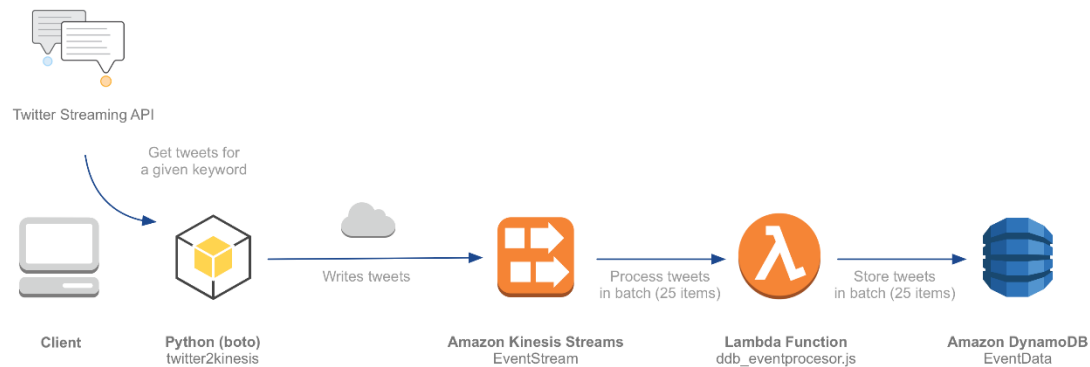 Twitter Streaming API
Get tweets for
a given keyword
Writes tweets
Process tweets
in batch (25 items)
Store tweets
in batch (25 items)
Client
Python (boto)
twitter2kinesis
Amazon Kinesis Streams
EventStream
Lambda Function
ddb_eventprocesor.js
Amazon DynamoDB
EventData